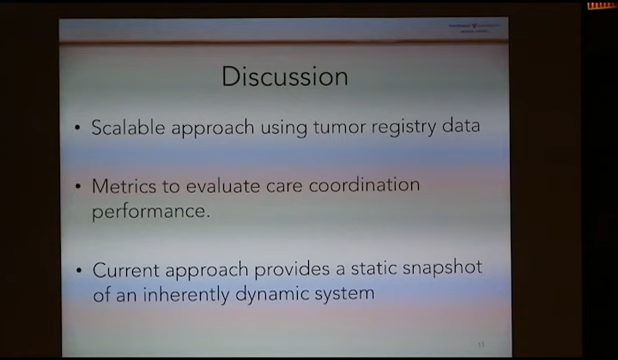 Discussion
• Scalable approach using tumor registry data
• Metrics to evaluate care coordination
performance.
• Current approach provides a static snapshot
of an inherently dynamic system